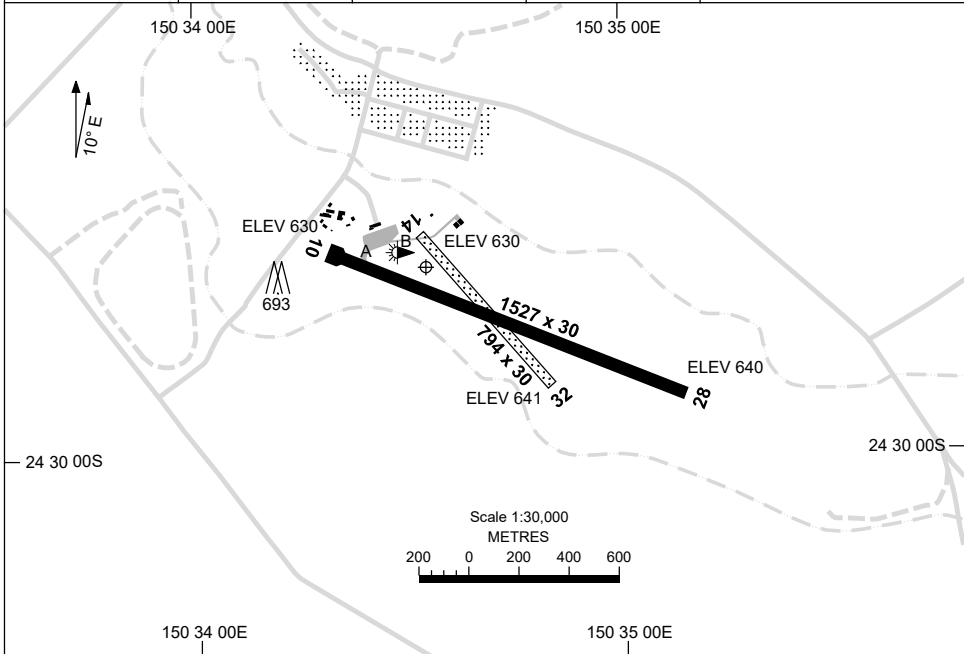 150 34 00E
150 35 00E
10° E
ELEV 630
14
10
A
B
ELEV 630
693
1527 x 30
794 x 30
ELEV 640
ELEV 641
32
28
24 30 00S
24 30 00S
Scale 1:30,000
METRES
200 0 200 400 600
150 34 00E
150 35 00E